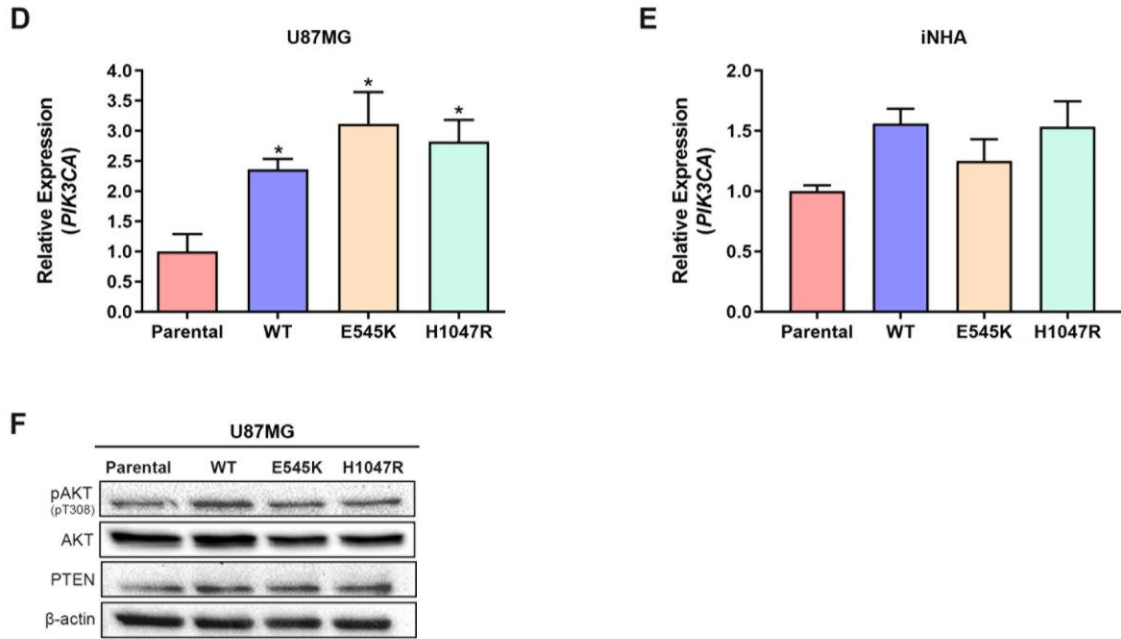 D
U87MG
Relative Expression
(PIK3CA)
4.0
3.5
3.0
2.5
2.0
1.5
1.0
0.5
0.0
*
*
*
Parental WT E545K H1047R
E
iNHA
Relative Expression
(PIK3CA)
2.0
1.5
1.0
0.5
0.0
Parental WT E545K H1047R
F
U87MG
Parental WT E545K H1047R
pAKT
(pT308)
AKT
PTEN
β-actin